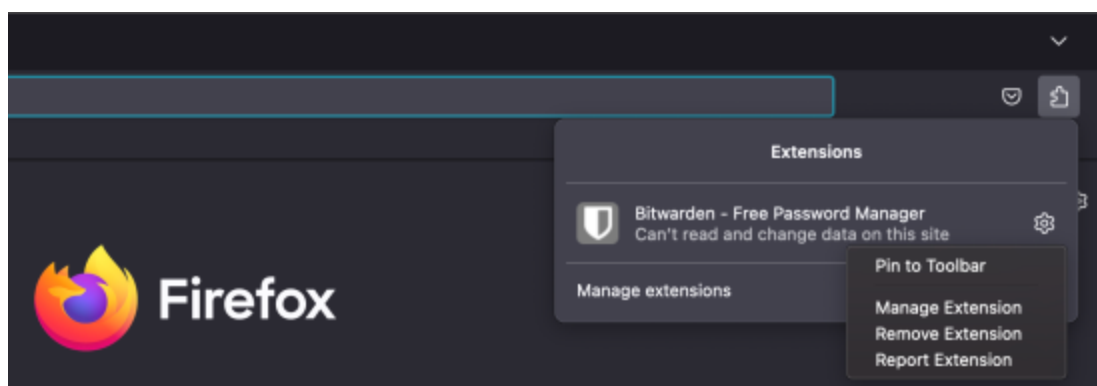 Extensions
Bitwarden - Free Password Manager
Can't read and change data on this site
Pin to Toolbar
Manage extensions
Manage Extension
Remove Extension
Report Extension
Firefox